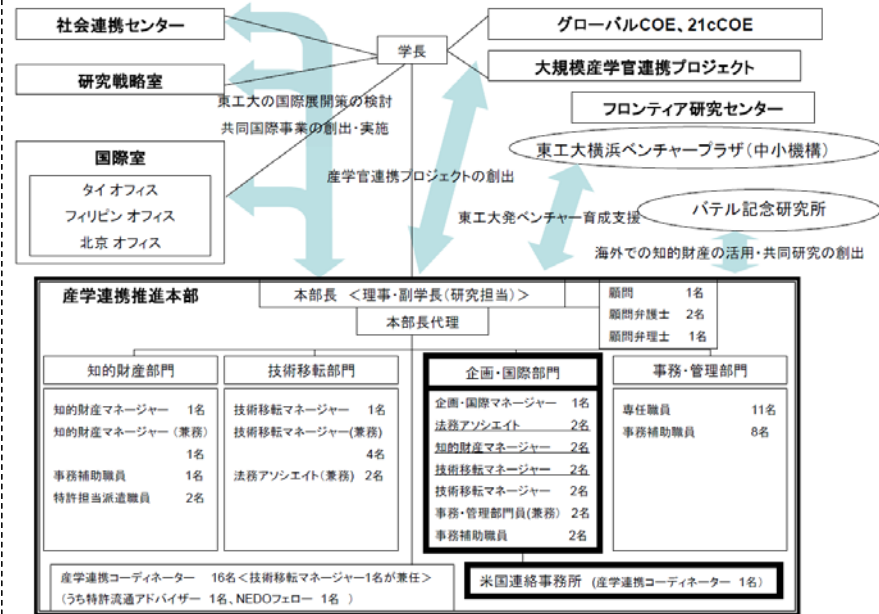 社会連携センター
学長
グローバルCOE、21cCOE
研究戦略室
大規模産学官連携プロジェクト
東工大の国際展開策の検討
共同国際事業の創出・実施
フロンティア研究センター
国際室
タイ オフィス
フィリピン オフィス
北京 オフィス
東工大横浜ベンチャープラザ(中小機構)
産学官連携プロジェクトの創出
東工大発ベンチャー育成支援
バテル記念研究所
海外での知的財産の活用・共同研究の創出
産学連携推進本部
本部長 <理事・副学長(研究担当)>
本部長代理
顧問 1名
顧問弁護士 2名
顧問弁理士 1名
知的財産部門
知的財産マネージャー 1名
知的財産マネージャー(兼務)
1名
事務補助職員 1名
特許担当派遣職員 2名
技術移転部門
技術移転マネージャー 1名
技術移転マネージャー(兼務)
4名
法務アソシエイト(兼務) 2名
企画・国際部門
企画・国際マネージャー 1名
法務アソシエイト 2名
知的財産マネージャー 2名
技術移転マネージャー 2名
技術移転マネージャー 2名
事務・管理部門員(兼務) 2名
事務補助職員 2名
事務・管理部門
専任職員 11名
事務補助職員 8名
産学連携コーディネーター 16名<技術移転マネージャー1名が兼任>
(うち特許流通アドバイザー 1名、NEDOフェロー 1名 )
米国連絡事務所 (産学連携コーディネーター 1名)